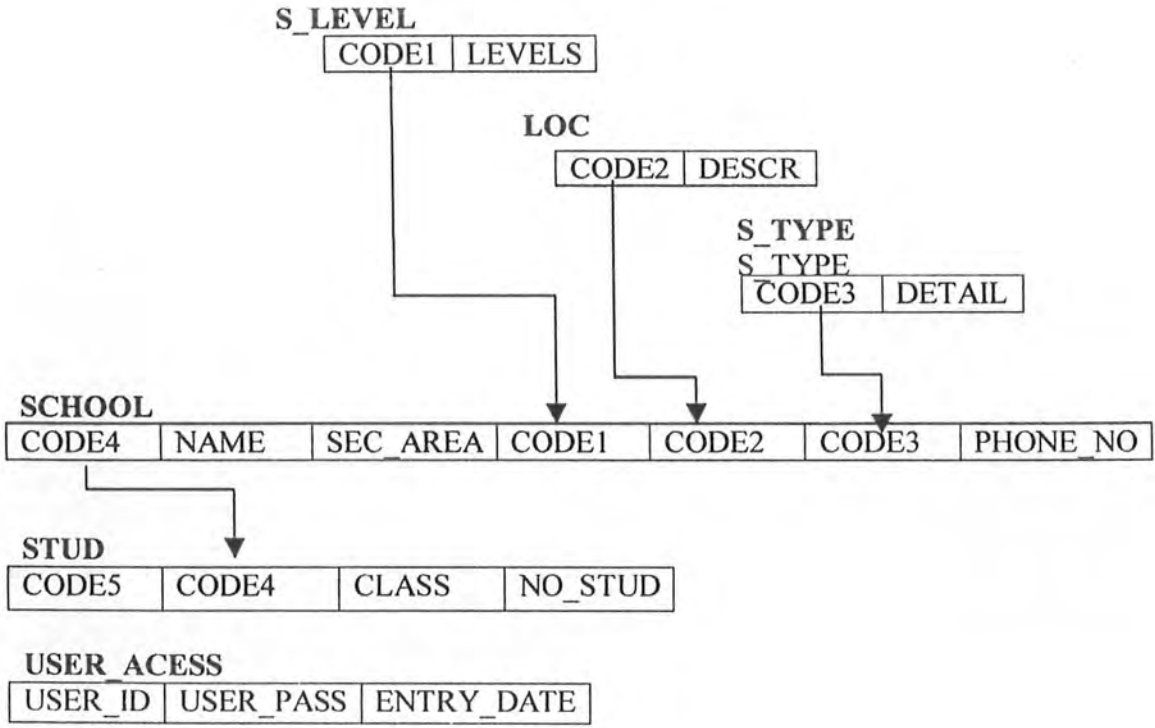 S_LEVEL
CODE1 LEVELS
LOC
CODE2 DESCR
S_TYPE
S_TYPE
CODE3 DETAIL
SCHOOL
CODE4 NAME SEC_AREA CODE1 CODE2 CODE3 PHONE_NO
STUD
CODE5 CODE4 CLASS NO_STUD
USER_ACESS
USER_ID USER_PASS ENTRY_DATE